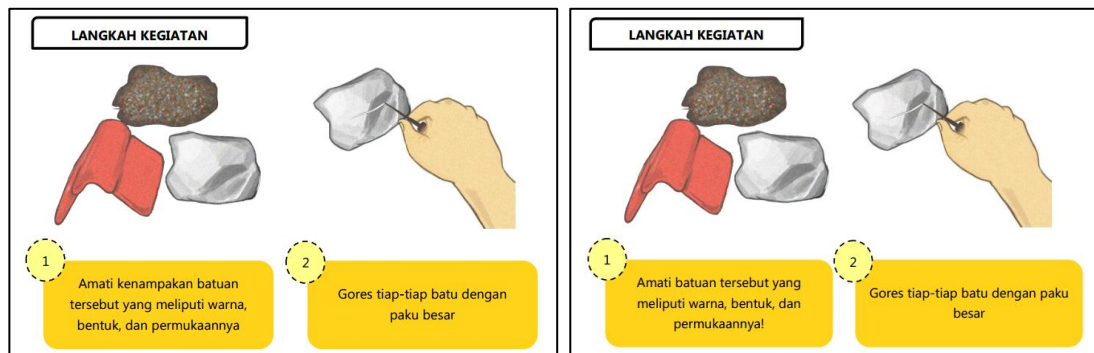 LANGKAH KEGIATAN
1
Amati kenampakan batuan
tersebut yang meliputi warna,
bentuk, dan permukaannya
2
Gores tiap-tiap batu dengan
paku besar
LANGKAH KEGIATAN
1
Amati batuan tersebut yang
meliputi warna, bentuk, dan
permukaannya!
2
Gores tiap-tiap batu dengan paku
besar